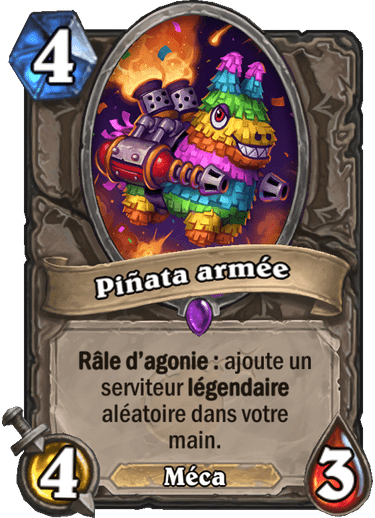 4
Piñata armée
Râle d’agonie : ajoute un
serviteur légendaire
aléatoire dans votre
main.
4
Méca
3